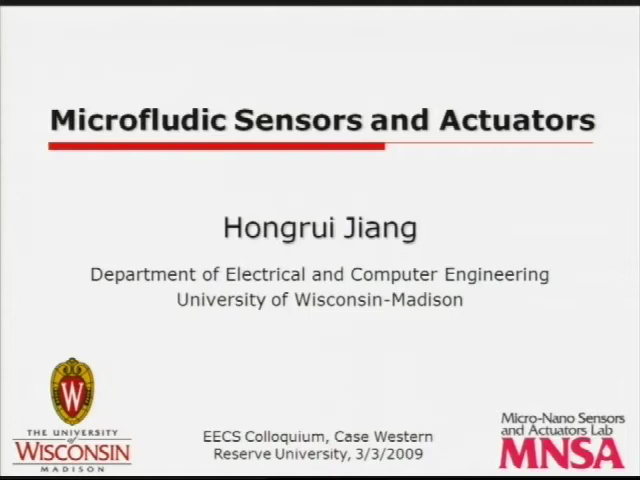 Microfludic Sensors and Actuators
Hongrui Jiang
Department of Electrical and Computer Engineering
University of Wisconsin-Madison
W
THE UNIVERSITY
of
WISCONSIN
MADISON
EECS Colloquium, Case Western
Reserve University, 3/3/2009
Micro-Nano Sensors
and Actuators Lab
MNSA